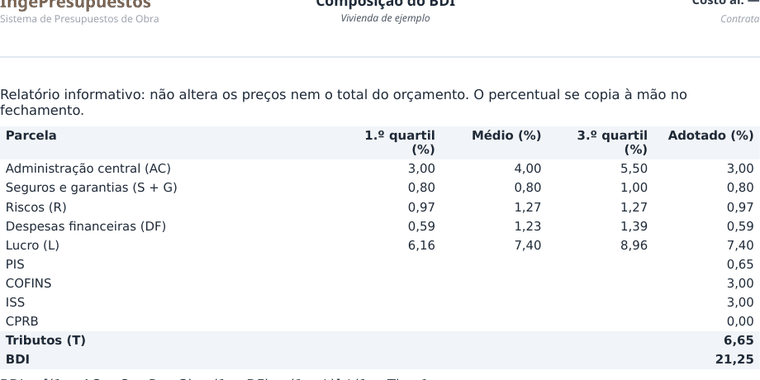 IngePresupuestos
Composição do BDI
Costo al: —
Sistema de Presupuestos de Obra
Vivienda de ejemplo
Contrata
Relatório informativo: não altera os preços nem o total do orçamento. O percentual se copia à mão no
fechamento.
Parcela 1.º quartil (%) Médio (%) 3.º quartil (%) Adotado (%)
Administração central (AC) 3,00 4,00 5,50 3,00
Seguros e garantias (S + G) 0,80 0,80 1,00 0,80
Riscos (R) 0,97 1,27 1,27 0,97
Despesas financeiras (DF) 0,59 1,23 1,39 0,59
Lucro (L) 6,16 7,40 8,96 7,40
PIS 0,65
COFINS 3,00
ISS 3,00
CPRB 0,00
Tributos (T) 6,65
BDI 21,25